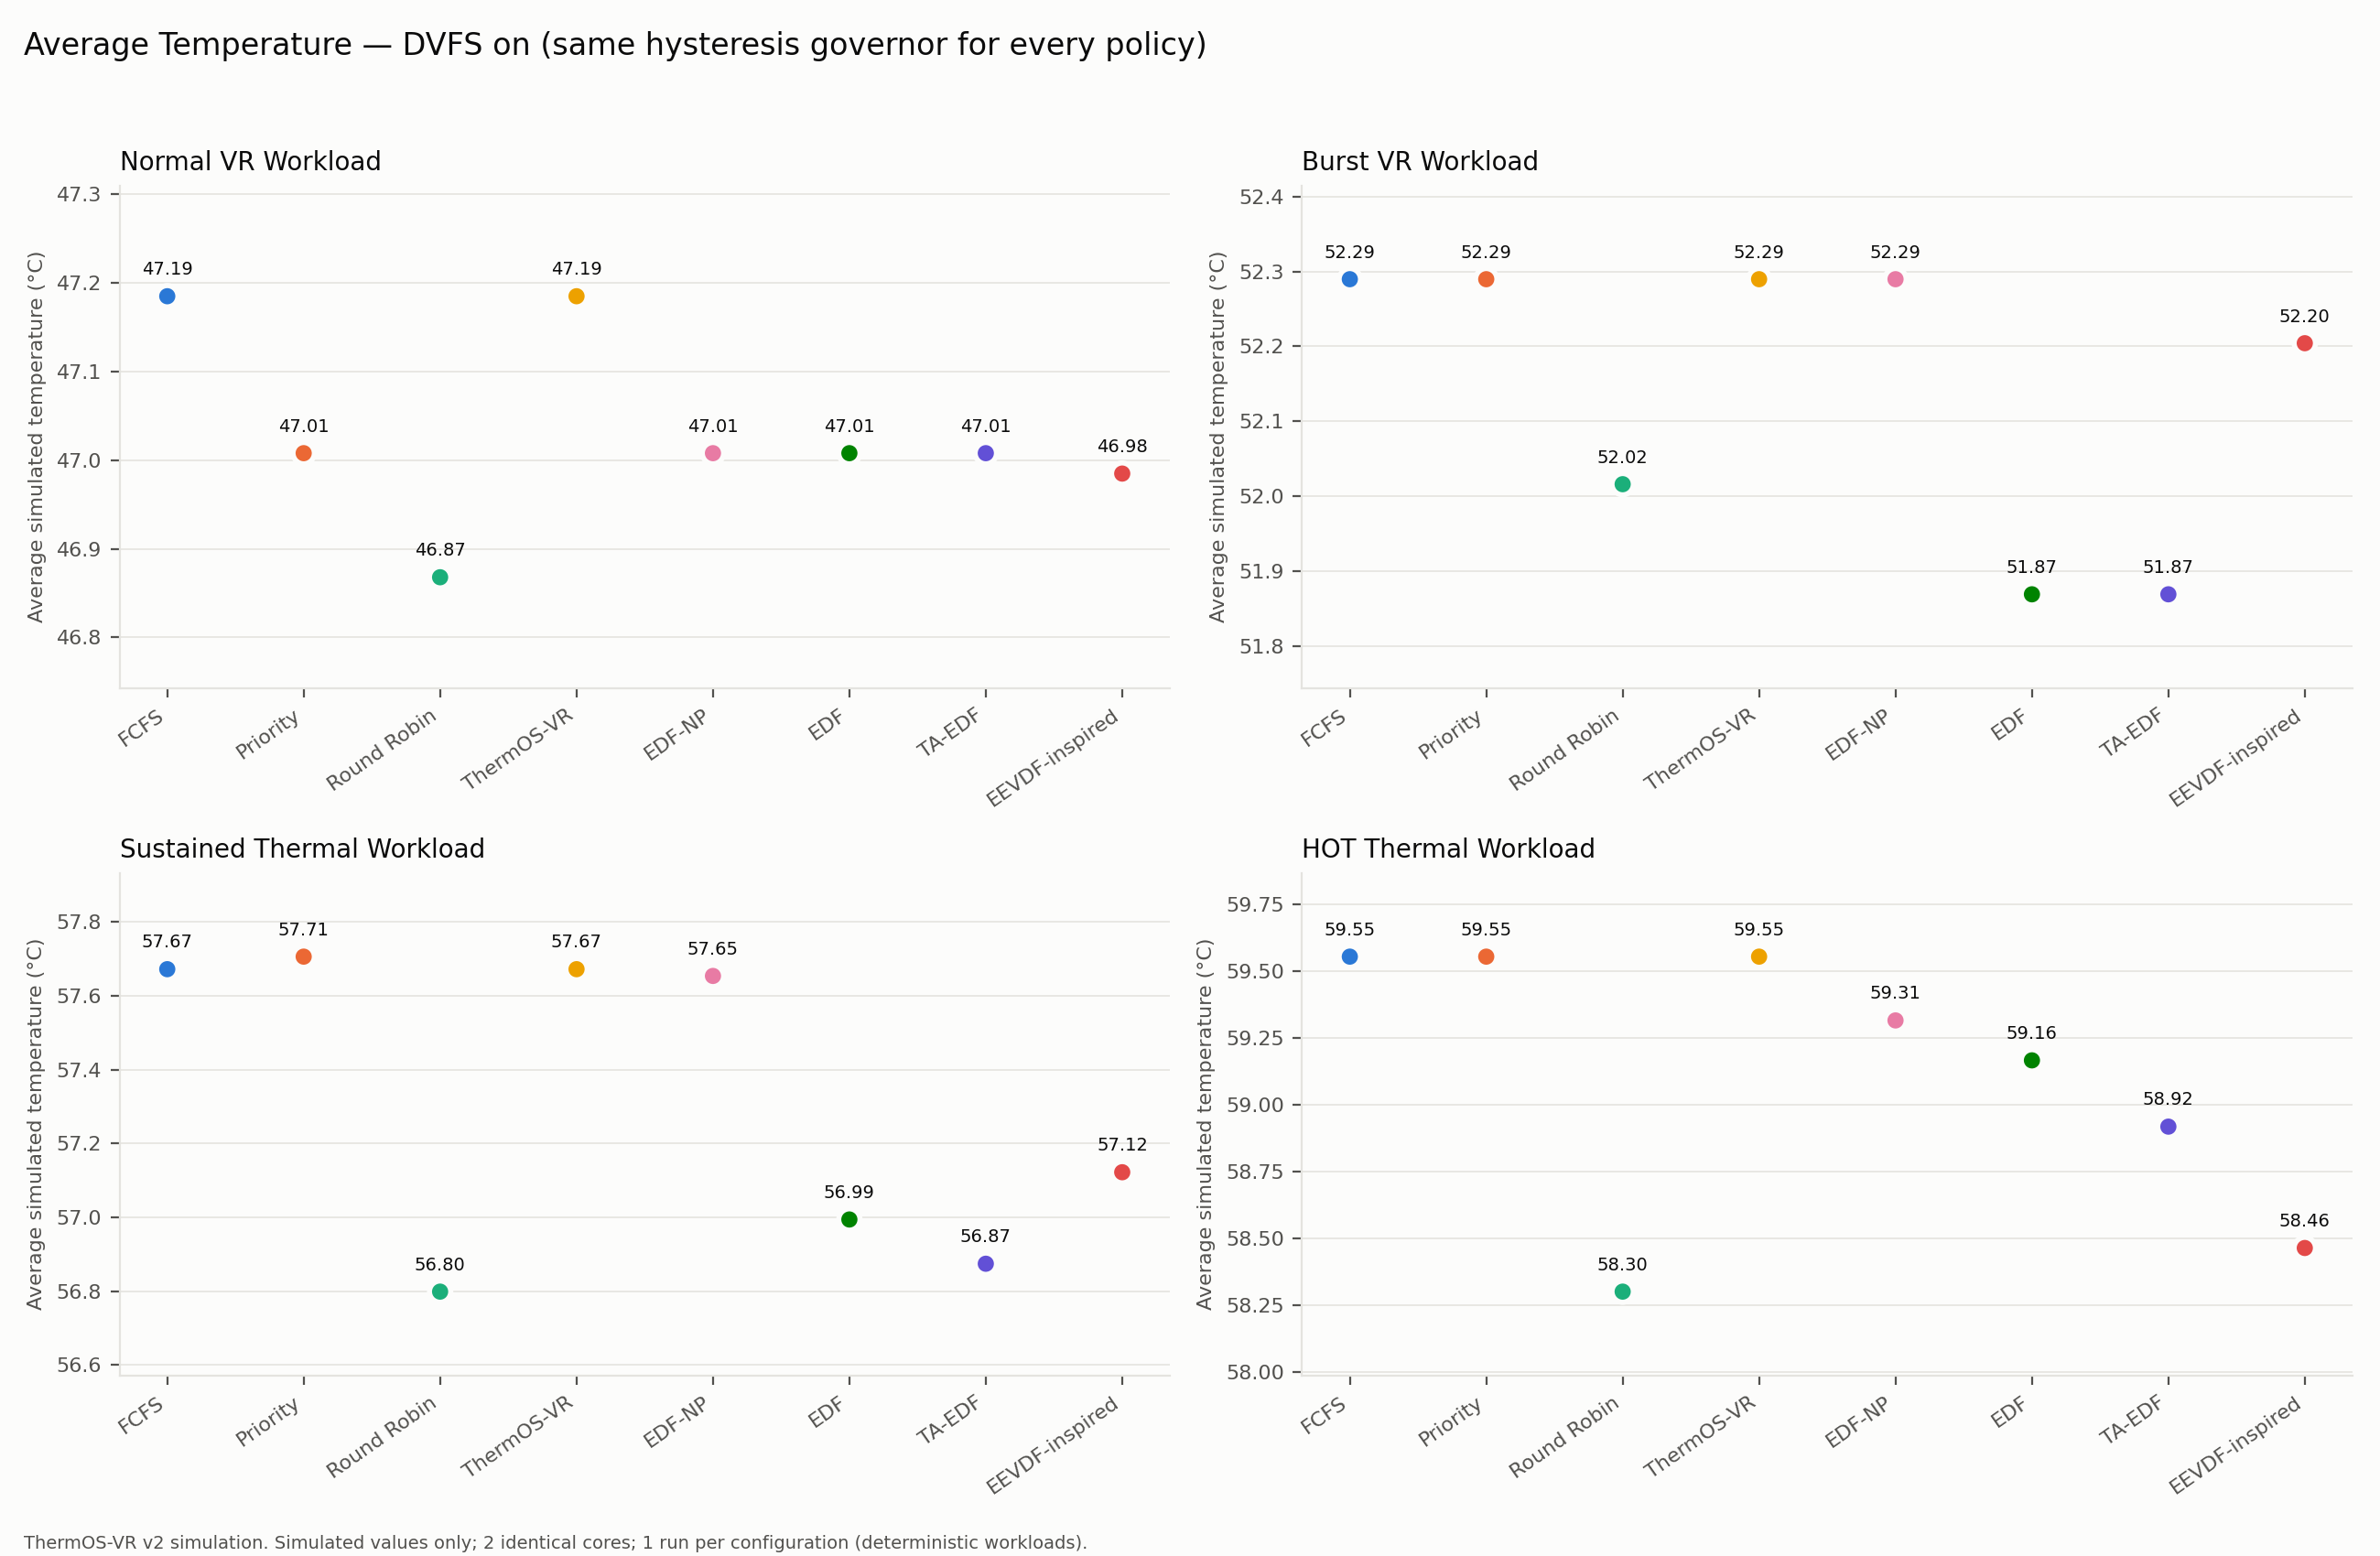 Average Temperature — DVFS on (same hysteresis governor for every policy)
Normal VR Workload
Average simulated temperature (°C)
47.3
47.2
47.1
47.0
46.9
46.8
47.19
47.01
46.87
47.19
47.01
47.01
47.01
46.98
FCFS
Priority
Round Robin
ThermOS-VR
EDF-NP
EDF
TA-EDF
EEVDF-inspired
Burst VR Workload
Average simulated temperature (°C)
52.4
52.3
52.2
52.1
52.0
51.9
51.8
52.29
52.29
52.02
52.29
52.29
51.87
51.87
52.20
FCFS
Priority
Round Robin
ThermOS-VR
EDF-NP
EDF
TA-EDF
EEVDF-inspired
Sustained Thermal Workload
Average simulated temperature (°C)
57.8
57.6
57.4
57.2
57.0
56.8
56.6
57.67
57.71
56.80
57.67
57.65
56.99
56.87
57.12
FCFS
Priority
Round Robin
ThermOS-VR
EDF-NP
EDF
TA-EDF
EEVDF-inspired
HOT Thermal Workload
Average simulated temperature (°C)
59.75
59.50
59.25
59.00
58.75
58.50
58.25
58.00
59.55
59.55
58.30
59.55
59.31
59.16
58.92
58.46
FCFS
Priority
Round Robin
ThermOS-VR
EDF-NP
EDF
TA-EDF
EEVDF-inspired
ThermOS-VR v2 simulation. Simulated values only; 2 identical cores; 1 run per configuration (deterministic workloads).